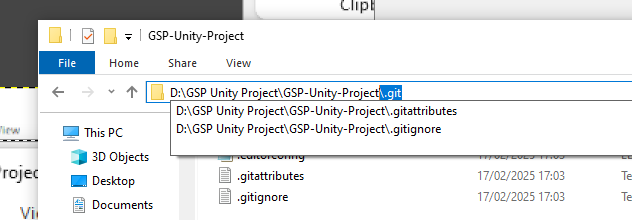 Clipb
GSP-Unity-Project
File Home Share View
D:\GSP Unity Project\GSP-Unity-Project\.git
D:\GSP Unity Project\GSP-Unity-Project\.gitattributes
D:\GSP Unity Project\GSP-Unity-Project\.gitignore
View
This PC
3D Objects
.editorconfig 17/02/2025 17:03 Te
Projec
Desktop
.gitattributes 17/02/2025 17:03 Te
Documents
.gitignore 17/02/2025 17:03 Te
Vi